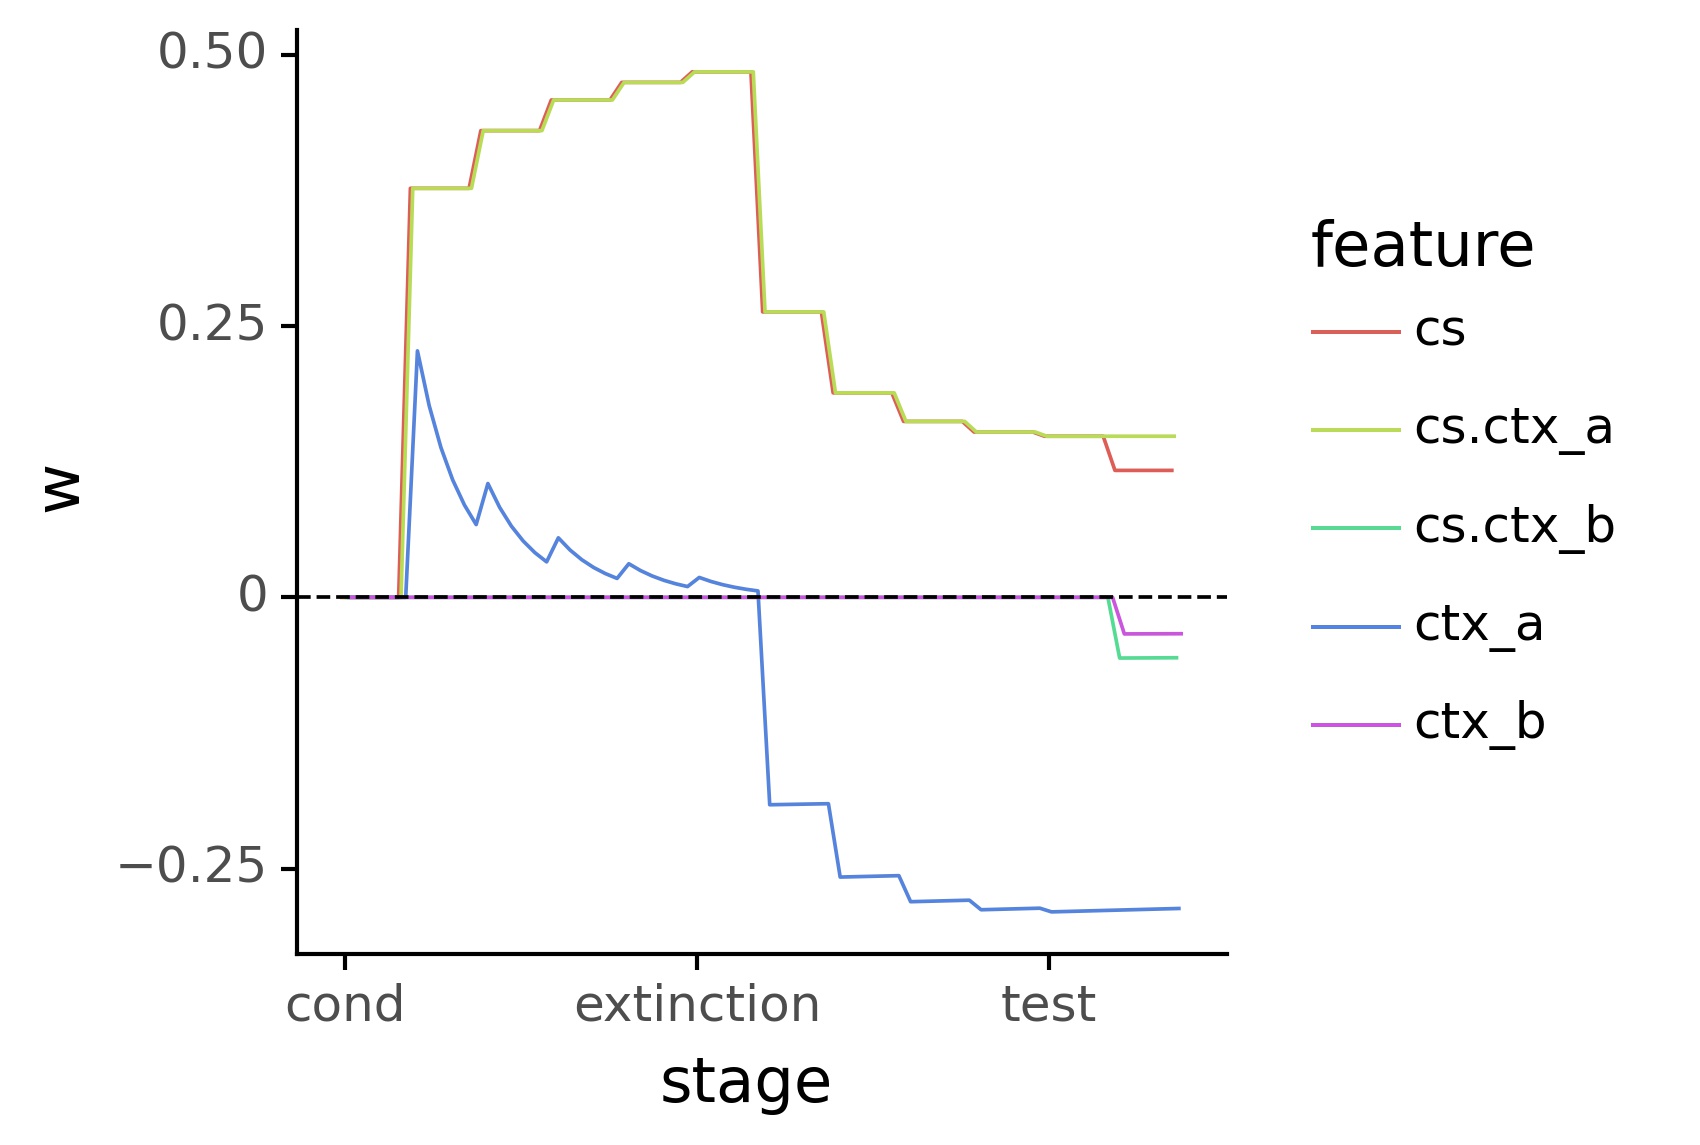 0.50
0.25
0
−0.25
w
cond
extinction
test
stage
feature
cs
cs.ctx_a
cs.ctx_b
ctx_a
ctx_b